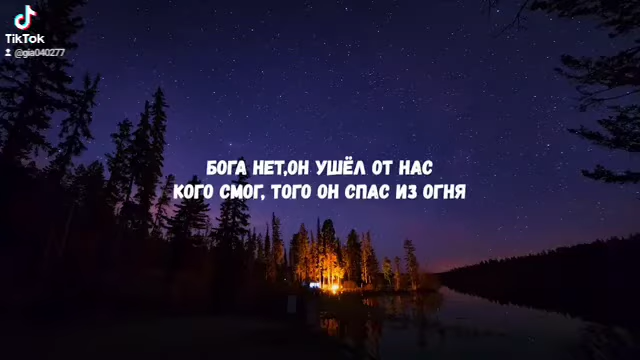 TikTok
@gia040277
БОГА НЕТ,ОН УШЁЛ ОТ НАС
КОГО СМОГ, ТОГО ОН СПАС ИЗ ОГНЯ